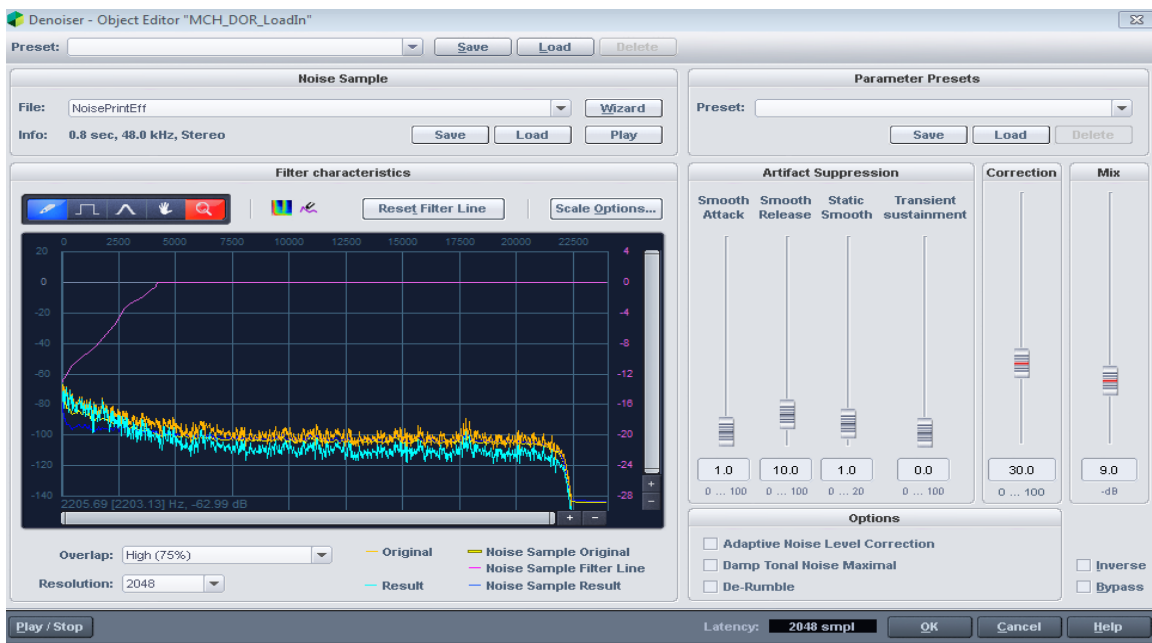 Denoiser - Object Editor "MCH_DOR_LoadIn"
Preset: Save Load Delete
Noise Sample
File: NoisePrintEff Wizard
Info: 0.8 sec, 48.0 kHz, Stereo Save Load Play
Parameter Presets
Preset:
Save Load Delete
Filter characteristics
Reset Filter Line Scale Options...
0 2500 5000 7500 10000 12500 15000 17500 20000 22500
20 4
0 0
-20 -4
-40 -8
-60 -12
-80 -16
-100 -20
-120 -24
-140 -28
2205.69 [2203.13] Hz, -62.99 dB
+ -
+ -
Overlap: High (75%)
Resolution: 2048
Original Noise Sample Original
Noise Sample Filter Line
Result Noise Sample Result
Artifact Suppression
Smooth Attack Smooth Release Static Smooth Transient sustainment
1.0 10.0 1.0 0.0
0 ... 100 0 ... 100 0 ... 20 0 ... 100
Correction
30.0
0 ... 100
Mix
9.0
-dB
Options
Adaptive Noise Level Correction
Damp Tonal Noise Maximal
De-Rumble
Inverse
Bypass
Play / Stop Latency: 2048 smpl OK Cancel Help